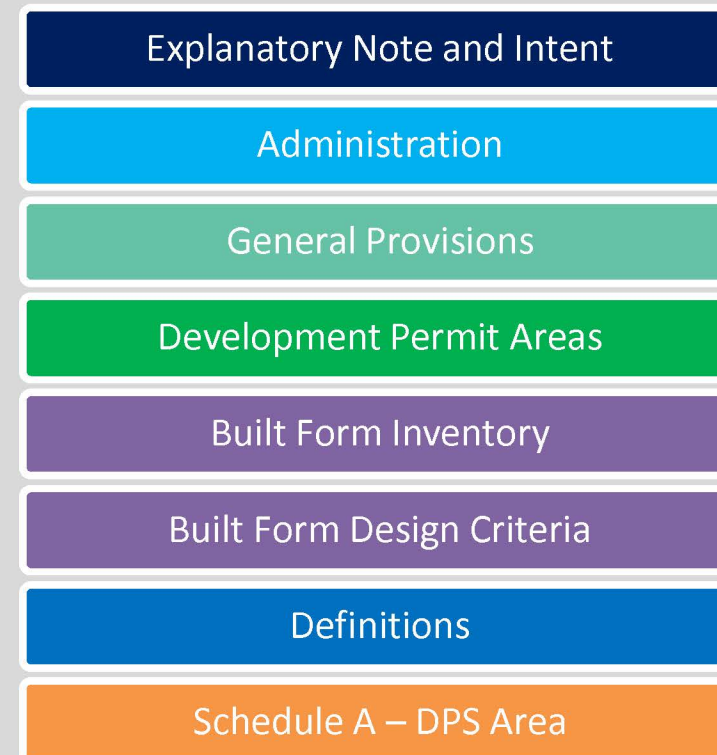 Explanatory Note and Intent
Administration
General Provisions
Development Permit Areas
Built Form Inventory
Built Form Design Criteria
Definitions
Schedule A – DPS Area